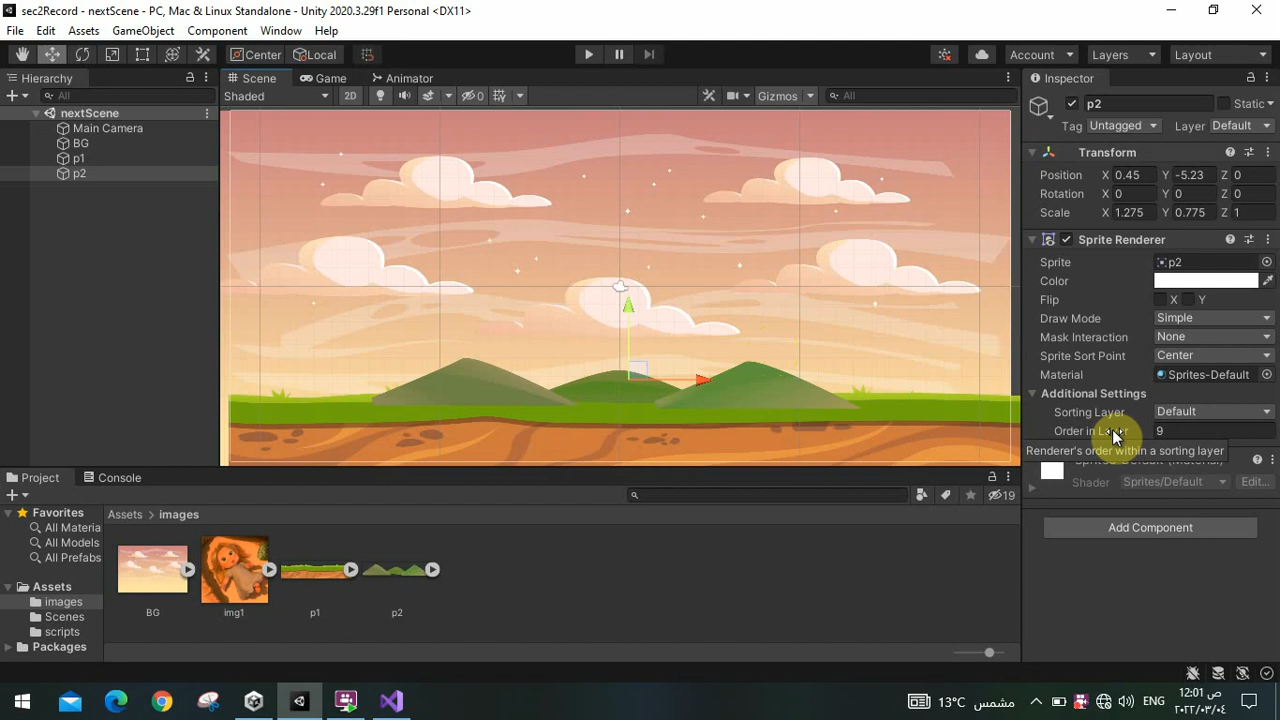 sec2Record - nextScene - PC, Mac & Linux Standalone - Unity 2020.3.29f1 Personal <DX11>
File Edit Assets GameObject Component Window Help
Center Local Account Layers Layout
Hierarchy Scene Game Animator Inspector
All Shaded 2D 0 Gizmos All p2 Static
nextScene Tag Untagged Layer Default
Main Camera
BG
p1
p2
Transform
Position X 0.45 Y -5.23 Z 0
Rotation X 0 Y 0 Z 0
Scale X 1.275 Y 0.775 Z 1
Sprite Renderer
Sprite p2
Color
Flip X Y
Draw Mode Simple
Mask Interaction None
Sprite Sort Point Center
Material Sprites-Default
Additional Settings
Sorting Layer Default
Order in Layer 9
Renderer's order within a sorting layer
Shader Sprites/Default Edit...
Add Component
Project Console
19
Favorites
All Materia
All Models
All Prefabs
Assets
images
Scenes
scripts
Packages
Assets > images
BG img1 p1 p2
13°C مشمس ENG 12:01 ص
٢٠٢٢/٠٣/٠٤